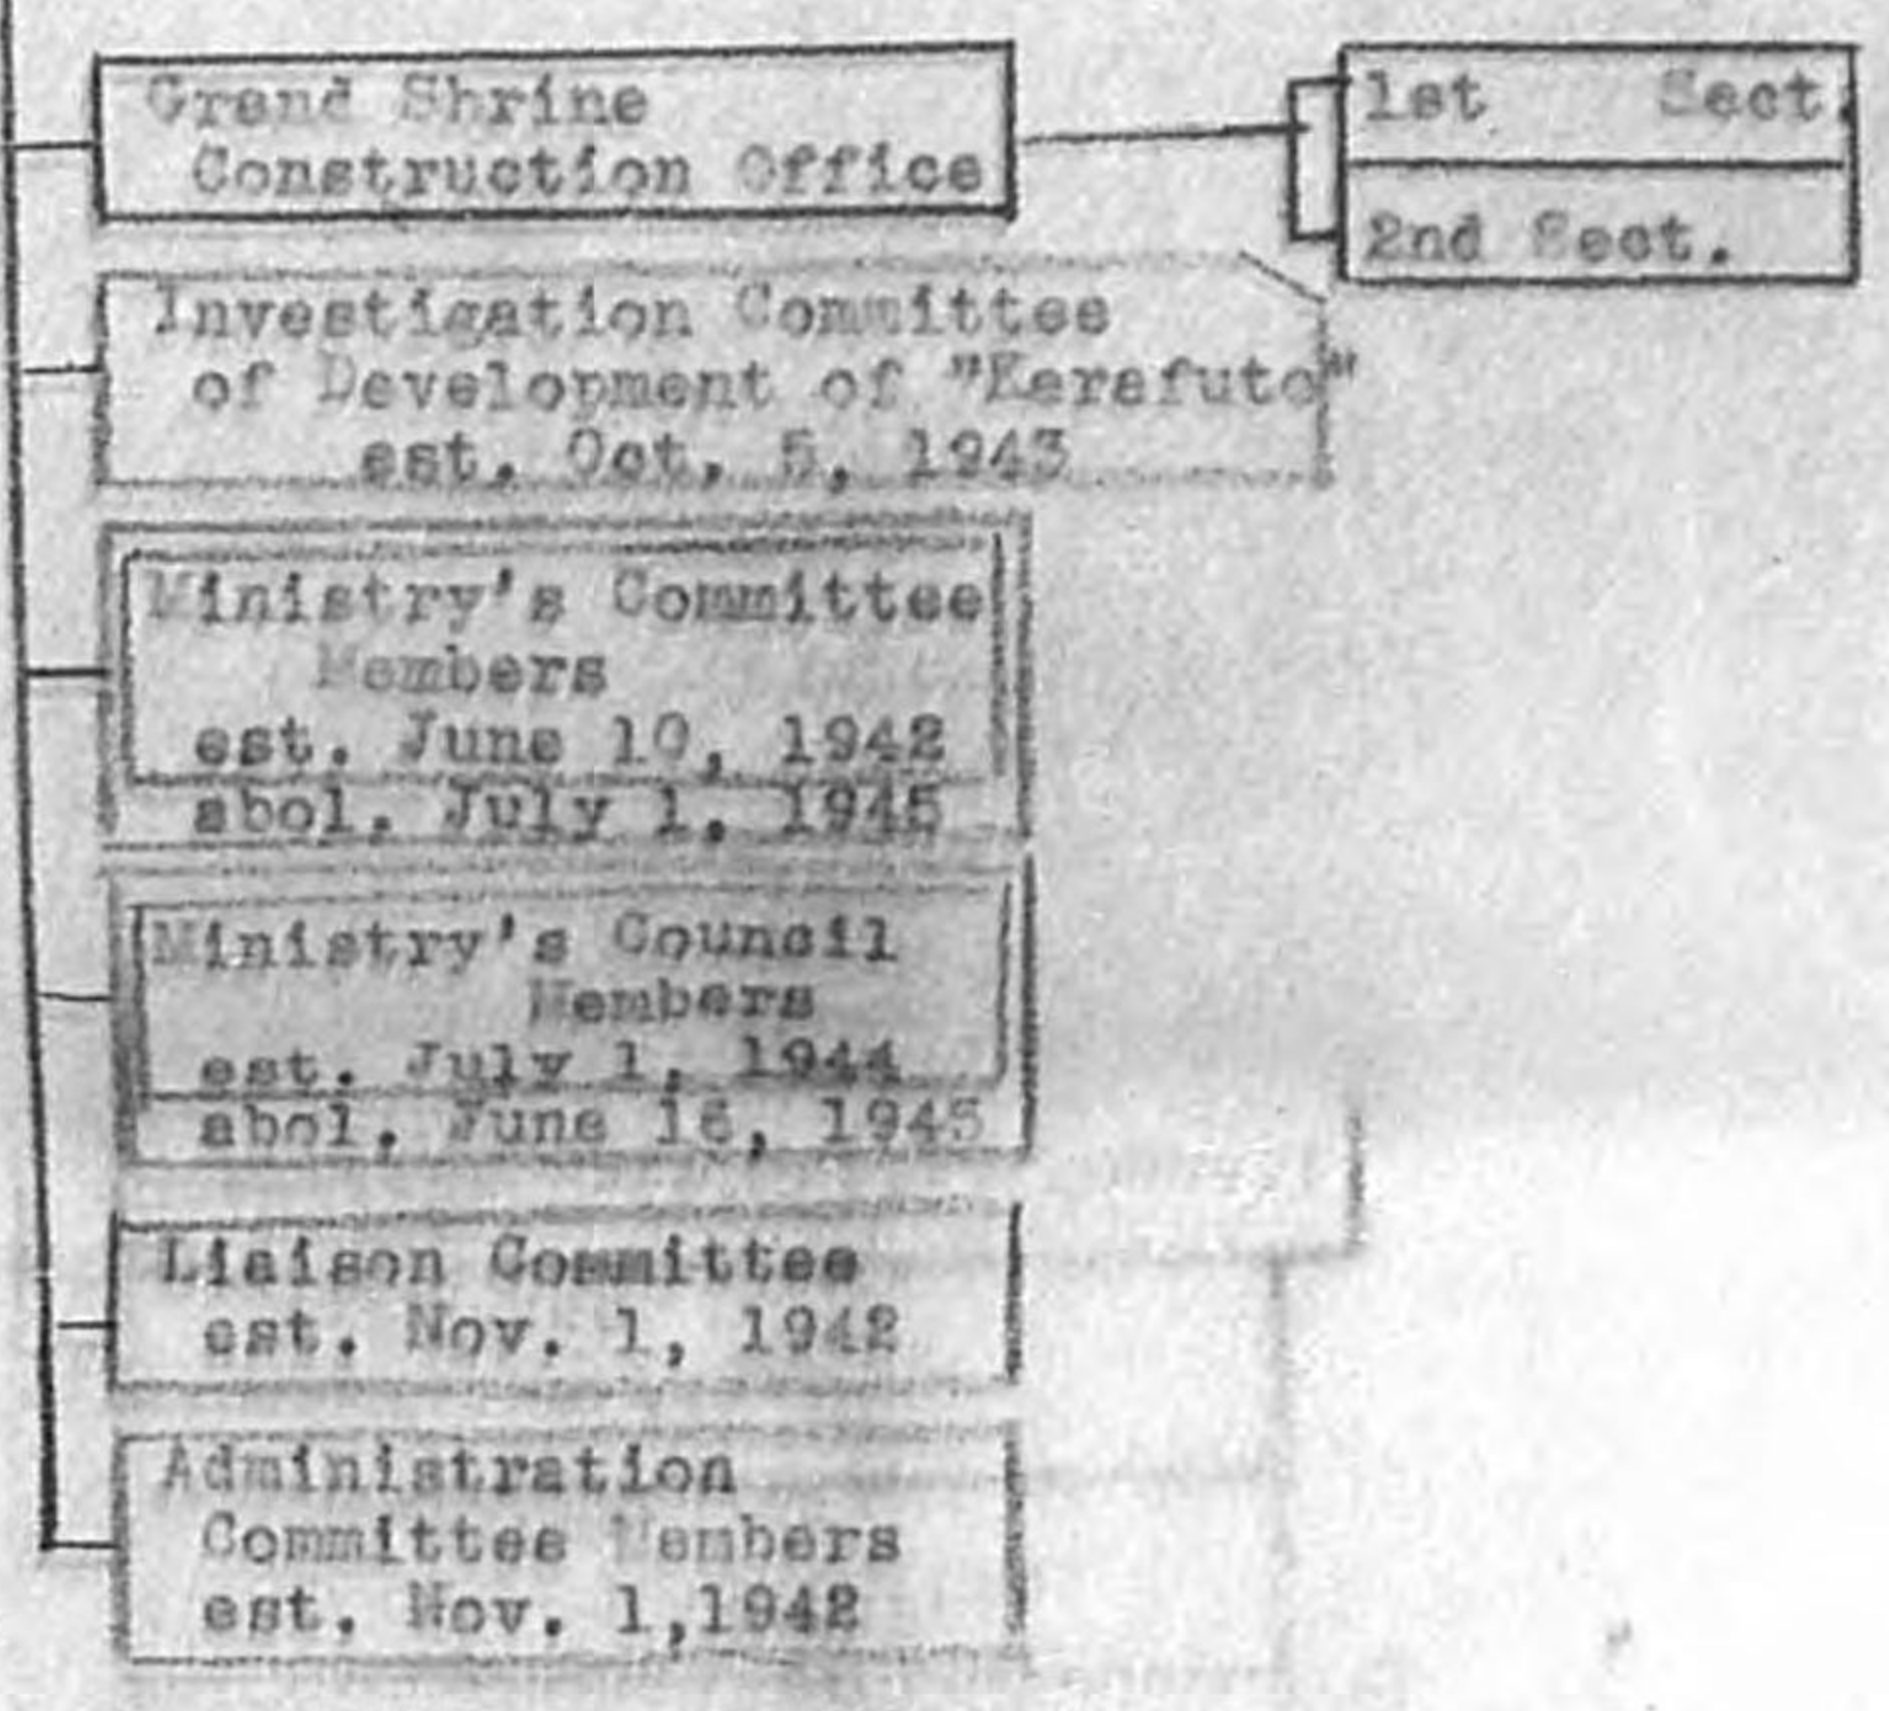 Grand Shrine
Construction Office
1st Sect.
2nd Sect.
Investigation Committee
of Development of "Karafuto"
est. Oct. 5, 1943
Ministry's Committee
Members
est. June 10, 1942
abol. July 1, 1945
Ministry's Council
Members
est. July 1, 1944
abol. June 16, 1945
Liaison Committee
est. Nov. 1, 1942
Administration
Committee Members
est. Nov. 1,1942